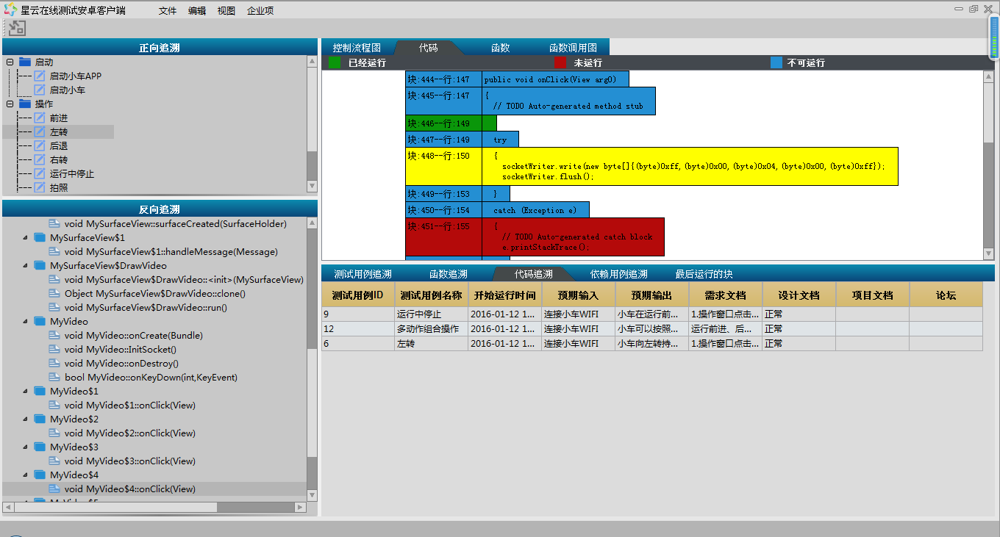 星云在线测试安卓客户端 文件 编辑 视图 企业项
正向追溯
启动
启动小车APP
启动小车
操作
前进
左转
后退
右转
运行中停止
拍照
反向追溯
void MySurfaceView::surfaceCreated(SurfaceHolder)
MySurfaceView$1
void MySurfaceView$1::handleMessage(Message)
MySurfaceView$DrawVideo
void MySurfaceView$DrawVideo::<init>(MySurfaceView)
Object MySurfaceView$DrawVideo::clone()
void MySurfaceView$DrawVideo::run()
MyVideo
void MyVideo::onCreate(Bundle)
void MyVideo::InitSocket()
void MyVideo::onDestroy()
bool MyVideo::onKeyDown(int,KeyEvent)
MyVideo$1
void MyVideo$1::onClick(View)
MyVideo$2
void MyVideo$2::onClick(View)
MyVideo$3
void MyVideo$3::onClick(View)
MyVideo$4
void MyVideo$4::onClick(View)
控制流程图 代码 函数 函数调用图
已经运行 未运行 不可运行
块:444--行:147 public void onClick(View arg0)
块:445--行:147 {
// TODO Auto-generated method stub
块:446--行:149
块:447--行:149 try
块:448--行:150 {
socketWriter.write(new byte[]{(byte)0xff,(byte)0x00,(byte)0x04,(byte)0x00,(byte)0xff});
socketWriter.flush();
块:449--行:153 }
块:450--行:154 catch (Exception e)
块:451--行:155 {
// TODO Auto-generated catch block
e.printStackTrace();
测试用例追溯 函数追溯 代码追溯 依赖用例追溯 最后运行的块
测试用例ID 测试用例名称 开始运行时间 预期输入 预期输出 需求文档 设计文档 项目文档 论坛
9 运行中停止 2016-01-12 1... 连接小车WIFI 小车在运行前... 1.操作窗口点击... 正常
12 多动作组合操作 2016-01-12 1... 连接小车WIFI 小车可以按照... 运行前进、后... 正常
6 左转 2016-01-12 1... 连接小车WIFI 小车向左转持... 1.操作窗口点击... 正常